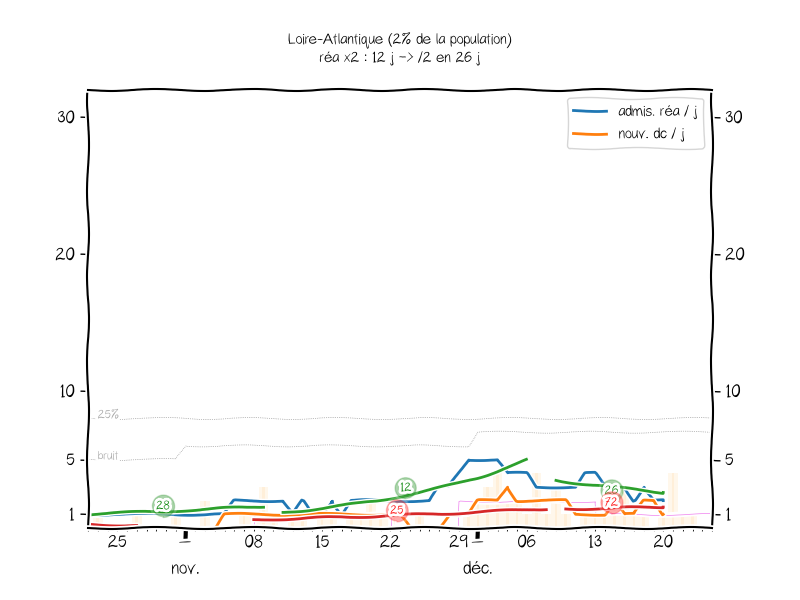 Loire-Atlantique (2% de la population)
réa x2 : 12 j -> /2 en 26 j
admis. réa / j
nouv. dc / j
30 30
20 20
10 10
25%
5 5
bruit
1 1
28 12 25 26 72
25 08 15 22 29 06 13 20
nov. déc.